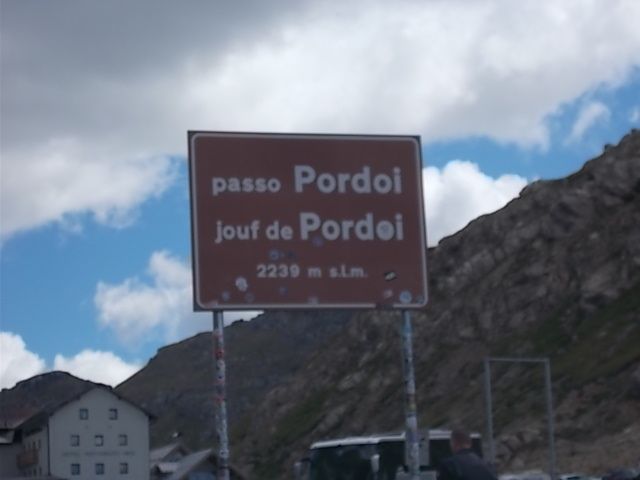 passo Pordoi
jouf de Pordoi
2239 m s.l.m.